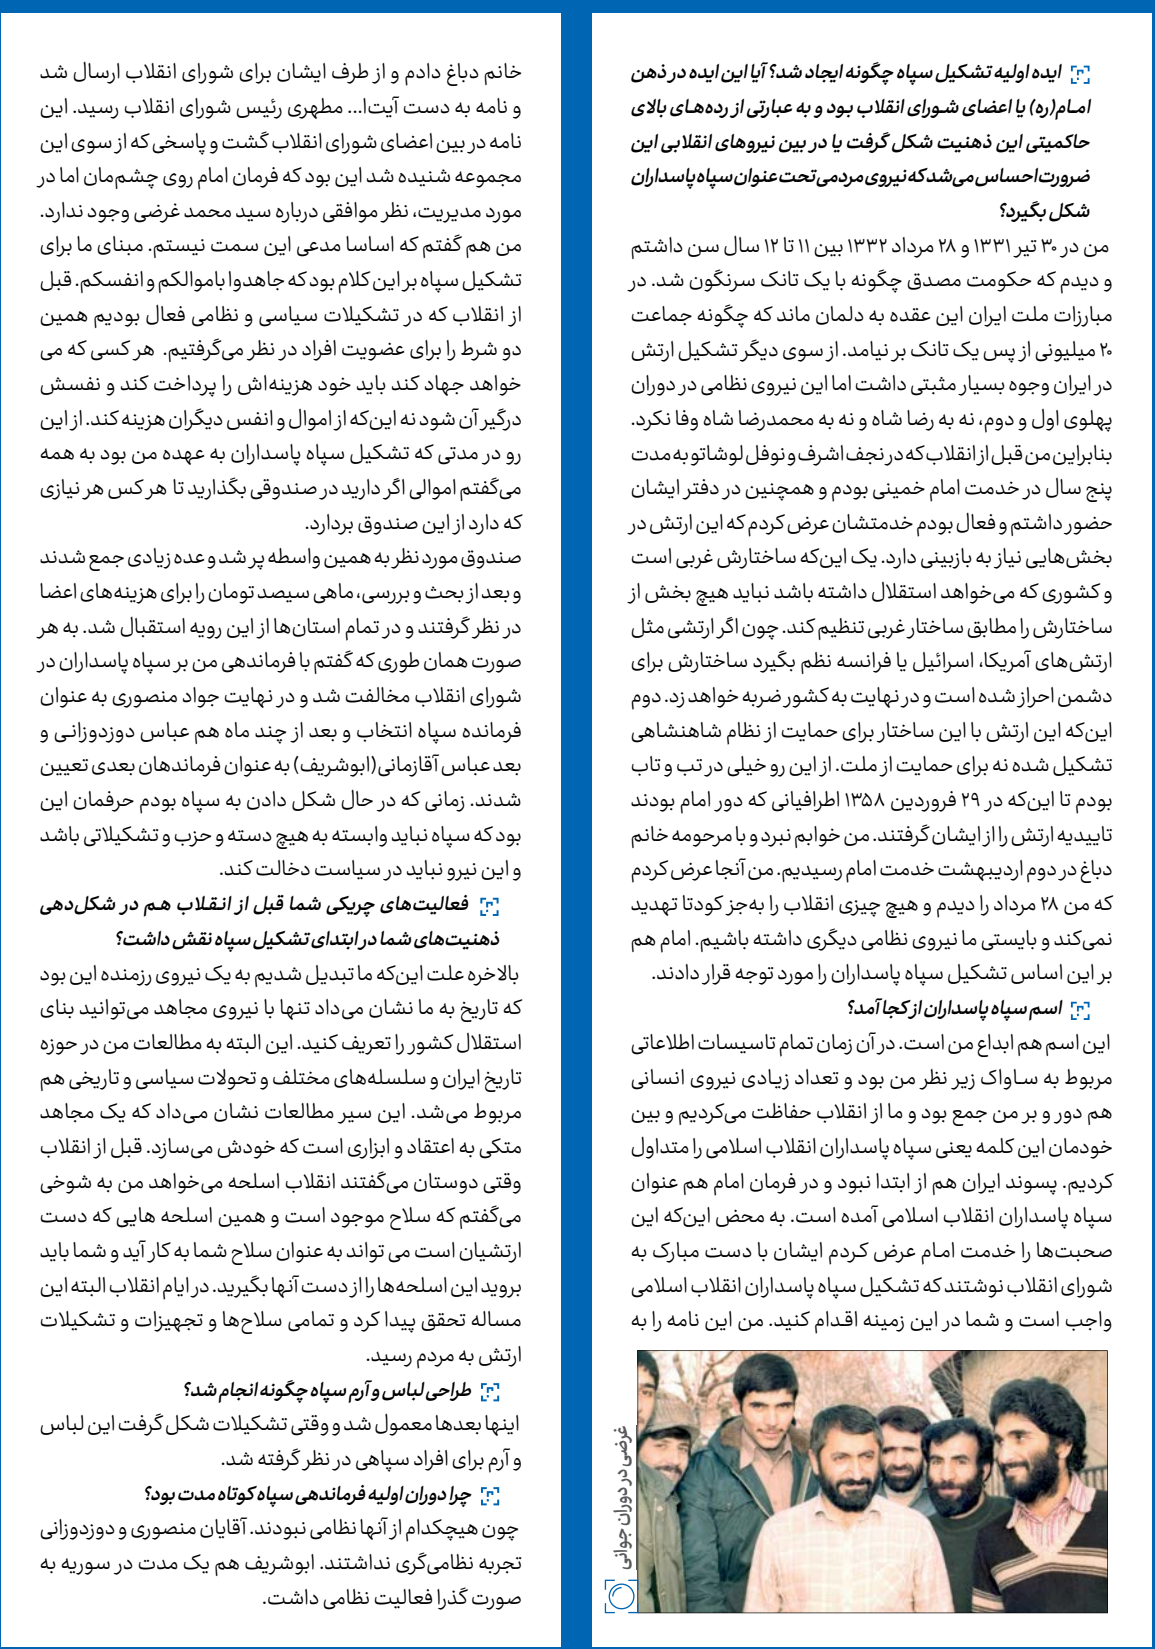 ایده اولیه تشکیل سپاه چگونه ایجاد شد؟ آیا این ایده در ذهن
امام(ره) یا اعضای شورای انقلاب بود و به عبارتی از رده‌های بالای
حاکمیتی این ذهنیت شکل گرفت یا در بین نیروهای انقلابی این
ضرورت احساس می‌شد که نیروی مردمی تحت عنوان سپاه پاسداران
شکل بگیرد؟
من در ۳۰ تیر ۱۳۳۱ و ۲۸ مرداد ۱۳۳۲ بین ۱۱ تا ۱۲ سال سن داشتم
و دیدم که حکومت مصدق چگونه با یک تانک سرنگون شد. در
مبارزات ملت ایران این عقده به دلمان ماند که چگونه جماعت
۲۰ میلیونی از پس یک تانک بر نیامد. از سوی دیگر تشکیل ارتش
در ایران وجوه بسیار مثبتی داشت اما این نیروی نظامی در دوران
پهلوی اول و دوم، نه به رضا شاه و نه به محمدرضا شاه وفا نکرد.
بنابراین من قبل از انقلاب که در نجف اشرف و نوفل لوشاتو به مدت
پنج سال در خدمت امام خمینی بودم و همچنین در دفتر ایشان
حضور داشتم و فعال بودم خدمتشان عرض کردم که این ارتش در
بخش‌هایی نیاز به بازبینی دارد. یک این‌که ساختارش غربی است
و کشوری که می‌خواهد استقلال داشته باشد نباید هیچ بخش از
ساختارش را مطابق ساختار غربی تنظیم کند. چون اگر ارتشی مثل
ارتش‌های آمریکا، اسرائیل یا فرانسه نظم بگیرد ساختارش برای
دشمن احراز شده است و در نهایت به کشور ضربه خواهد زد. دوم
این‌که این ارتش با این ساختار برای حمایت از نظام شاهنشاهی
تشکیل شده نه برای حمایت از ملت. از این رو خیلی در تب و تاب
بودم تا این‌که در ۲۹ فروردین ۱۳۵۸ اطرافیانی که دور امام بودند
تاییدیه ارتش را از ایشان گرفتند. من خوابم نبرد و با مرحومه خانم
دباغ در دوم اردیبهشت خدمت امام رسیدیم. من آنجا عرض کردم
که من ۲۸ مرداد را دیدم و هیچ چیزی انقلاب را به‌جز کودتا تهدید
نمی‌کند و بایستی ما نیروی نظامی دیگری داشته باشیم. امام هم
بر این اساس تشکیل سپاه پاسداران را مورد توجه قرار دادند.
اسم سپاه پاسداران از کجا آمد؟
این اسم هم ابداع من است. در آن زمان تمام تاسیسات اطلاعاتی
مربوط به ساواک زیر نظر من بود و تعداد زیادی نیروی انسانی
هم دور و بر من جمع بود و ما از انقلاب حفاظت می‌کردیم و بین
خودمان این کلمه یعنی سپاه پاسداران انقلاب اسلامی را متداول
کردیم. پسوند ایران هم از ابتدا نبود و در فرمان امام هم عنوان
سپاه پاسداران انقلاب اسلامی آمده است. به محض این‌که این
صحبت‌ها را خدمت امام عرض کردم ایشان با دست مبارک به
شورای انقلاب نوشتند که تشکیل سپاه پاسداران انقلاب اسلامی
واجب است و شما در این زمینه اقدام کنید. من این نامه را به
غرضی در دوران جوانی
خانم دباغ دادم و از طرف ایشان برای شورای انقلاب ارسال شد
و نامه به دست آیت‌ا... مطهری رئیس شورای انقلاب رسید. این
نامه در بین اعضای شورای انقلاب گشت و پاسخی که از سوی این
مجموعه شنیده شد این بود که فرمان امام روی چشم‌مان اما در
مورد مدیریت، نظر موافقی درباره سید محمد غرضی وجود ندارد.
من هم گفتم که اساسا مدعی این سمت نیستم. مبنای ما برای
تشکیل سپاه بر این کلام بود که جاهدوا باموالکم و انفسکم. قبل
از انقلاب که در تشکیلات سیاسی و نظامی فعال بودیم همین
دو شرط را برای عضویت افراد در نظر می‌گرفتیم. هر کسی که می
خواهد جهاد کند باید خود هزینه‌اش را پرداخت کند و نفسش
درگیر آن شود نه این‌که از اموال و انفس دیگران هزینه کند. از این
رو در مدتی که تشکیل سپاه پاسداران به عهده من بود به همه
می‌گفتم اموالی اگر دارید در صندوقی بگذارید تا هر کس هر نیازی
که دارد از این صندوق بردارد.
صندوق مورد نظر به همین واسطه پر شد و عده زیادی جمع شدند
و بعد از بحث و بررسی، ماهی سیصد تومان را برای هزینه‌های اعضا
در نظر گرفتند و در تمام استان‌ها از این رویه استقبال شد. به هر
صورت همان طوری که گفتم با فرماندهی من بر سپاه پاسداران در
شورای انقلاب مخالفت شد و در نهایت جواد منصوری به عنوان
فرمانده سپاه انتخاب و بعد از چند ماه هم عباس دوزدوزانی و
بعد عباس آقازمانی(ابوشریف) به عنوان فرماندهان بعدی تعیین
شدند. زمانی که در حال شکل دادن به سپاه بودم حرفمان این
بود که سپاه نباید وابسته به هیچ دسته و حزب و تشکیلاتی باشد
و این نیرو نباید در سیاست دخالت کند.
فعالیت‌های چریکی شما قبل از انقلاب هم در شکل‌دهی
ذهنیت‌های شما در ابتدای تشکیل سپاه نقش داشت؟
بالاخره علت این‌که ما تبدیل شدیم به یک نیروی رزمنده این بود
که تاریخ به ما نشان می‌داد تنها با نیروی مجاهد می‌توانید بنای
استقلال کشور را تعریف کنید. این البته به مطالعات من در حوزه
تاریخ ایران و سلسله‌های مختلف و تحولات سیاسی و تاریخی هم
مربوط می‌شد. این سیر مطالعات نشان می‌داد که یک مجاهد
متکی به اعتقاد و ابزاری است که خودش می‌سازد. قبل از انقلاب
وقتی دوستان می‌گفتند انقلاب اسلحه می‌خواهد من به شوخی
می‌گفتم که سلاح موجود است و همین اسلحه هایی که دست
ارتشیان است می تواند به عنوان سلاح شما به کار آید و شما باید
بروید این اسلحه‌ها را از دست آنها بگیرید. در ایام انقلاب البته این
مساله تحقق پیدا کرد و تمامی سلاح‌ها و تجهیزات و تشکیلات
ارتش به مردم رسید.
طراحی لباس و آرم سپاه چگونه انجام شد؟
اینها بعدها معمول شد و وقتی تشکیلات شکل گرفت این لباس
و آرم برای افراد سپاهی در نظر گرفته شد.
چرا دوران اولیه فرماندهی سپاه کوتاه مدت بود؟
چون هیچکدام از آنها نظامی نبودند. آقایان منصوری و دوزدوزانی
تجربه نظامی‌گری نداشتند. ابوشریف هم یک مدت در سوریه به
صورت گذرا فعالیت نظامی داشت.